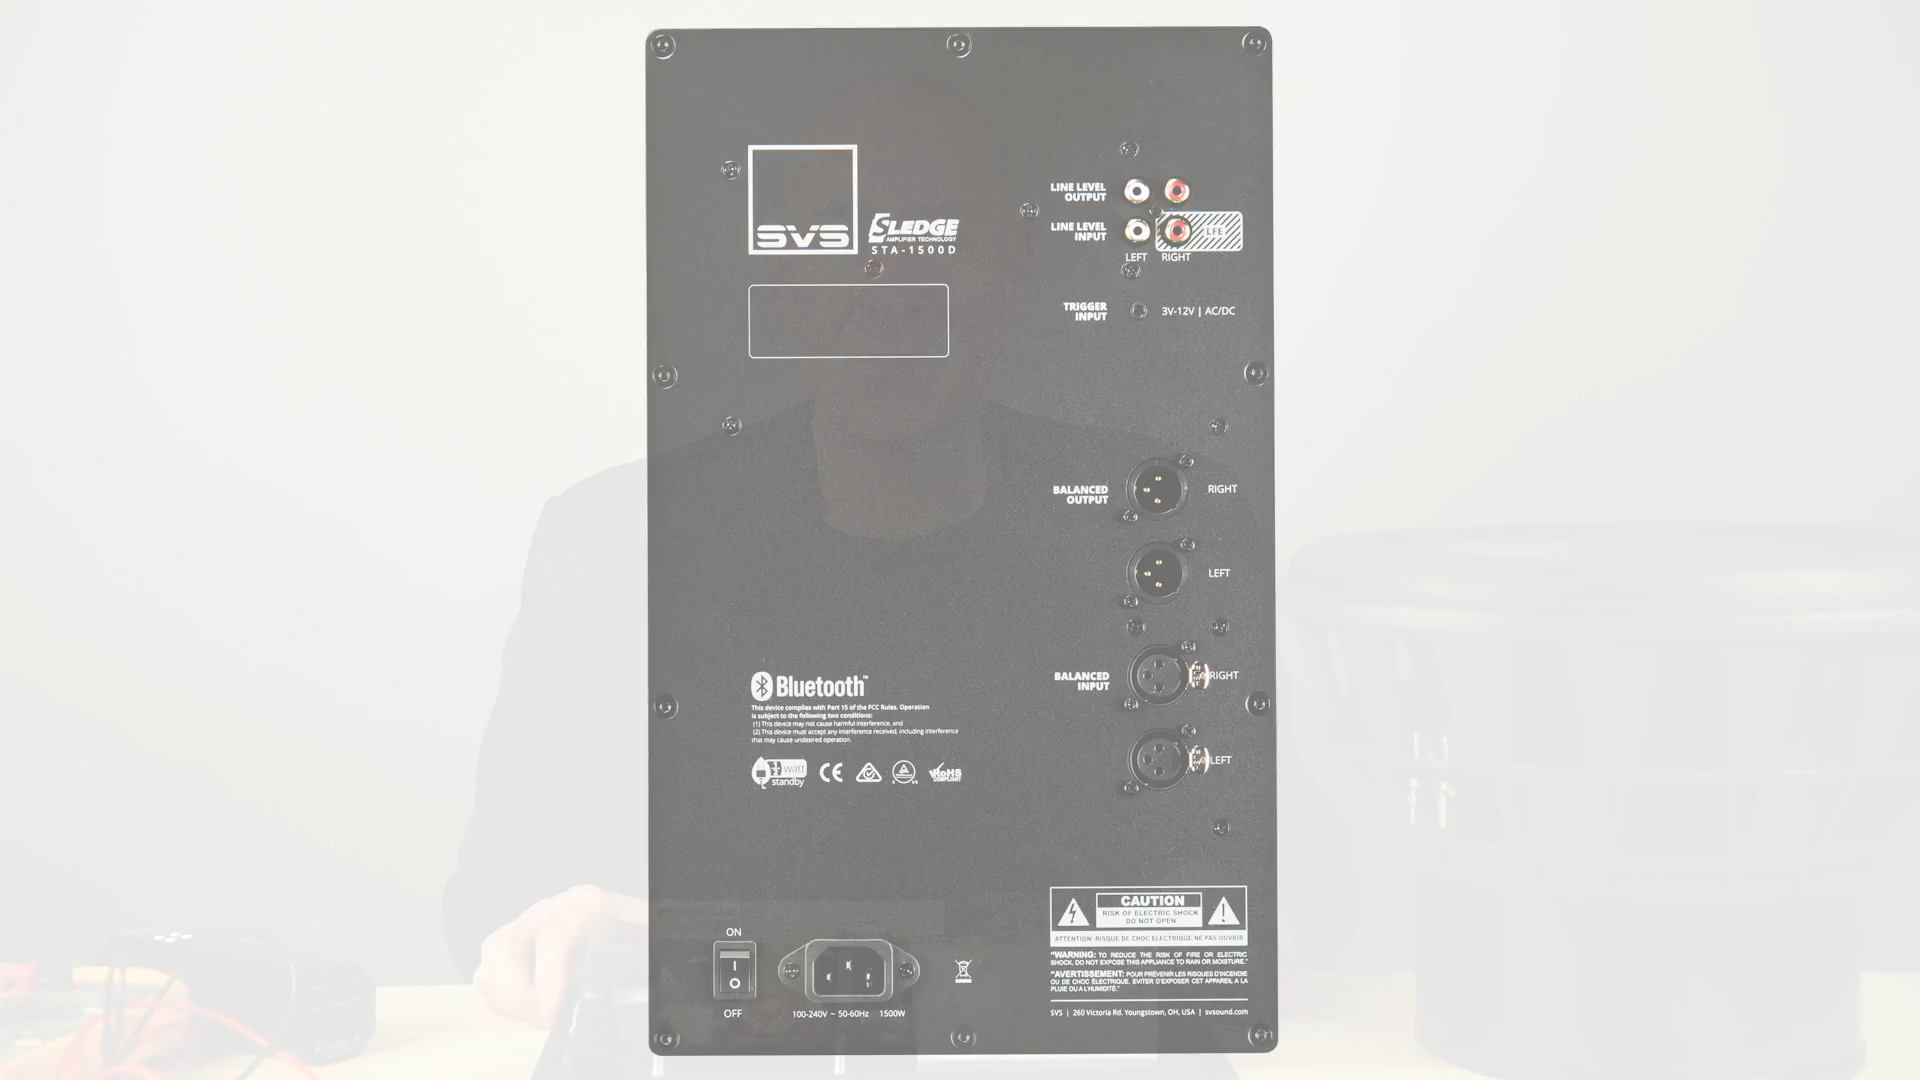 SVS
SLEDGE
AMPLIFIER TECHNOLOGY
STA-1500D
LINE LEVEL
OUTPUT
LINE LEVEL
INPUT
LFE
LEFT RIGHT
TRIGGER
INPUT
3V-12V | AC/DC
BALANCED
OUTPUT
RIGHT
LEFT
BALANCED
INPUT
RIGHT
LEFT
Bluetooth™
This device complies with Part 15 of the FCC Rules. Operation
is subject to the following two conditions:
(1) This device may not cause harmful interference, and
(2) This device must accept any interference received, including interference
that may cause undesired operation.
½ watt
standby
CE
RoHS
COMPLIANT
ON
OFF
100-240V ~ 50-60Hz 1500W
CAUTION
RISK OF ELECTRIC SHOCK
DO NOT OPEN
ATTENTION: RISQUE DE CHOC ELECTRIQUE NE PAS OUVRIR
"WARNING: TO REDUCE THE RISK OF FIRE OR ELECTRIC
SHOCK, DO NOT EXPOSE THIS APPLIANCE TO RAIN OR MOISTURE."
"AVERTISSEMENT: POUR PRÉVENIR LES RISQUES D'INCENDIE
OU DE CHOC ÉLECTRIQUE, EVITER D'EXPOSER CET APPAREIL A LA
PLUIE OU A L'HUMIDITÉ."
SVS | 260 Victoria Rd. Youngstown, OH, USA | svsound.com